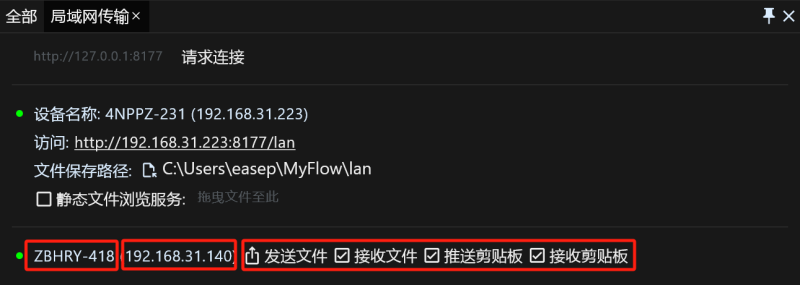 全部 局域网传输×
http://127.0.0.1:8177 请求连接
设备名称: 4NPPZ-231 (192.168.31.223)
访问: http://192.168.31.223:8177/lan
文件保存路径: C:\Users\easep\MyFlow\lan
静态文件浏览服务: 拖曳文件至此
ZBHRY-418 (192.168.31.140) 发送文件 接收文件 推送剪贴板 接收剪贴板